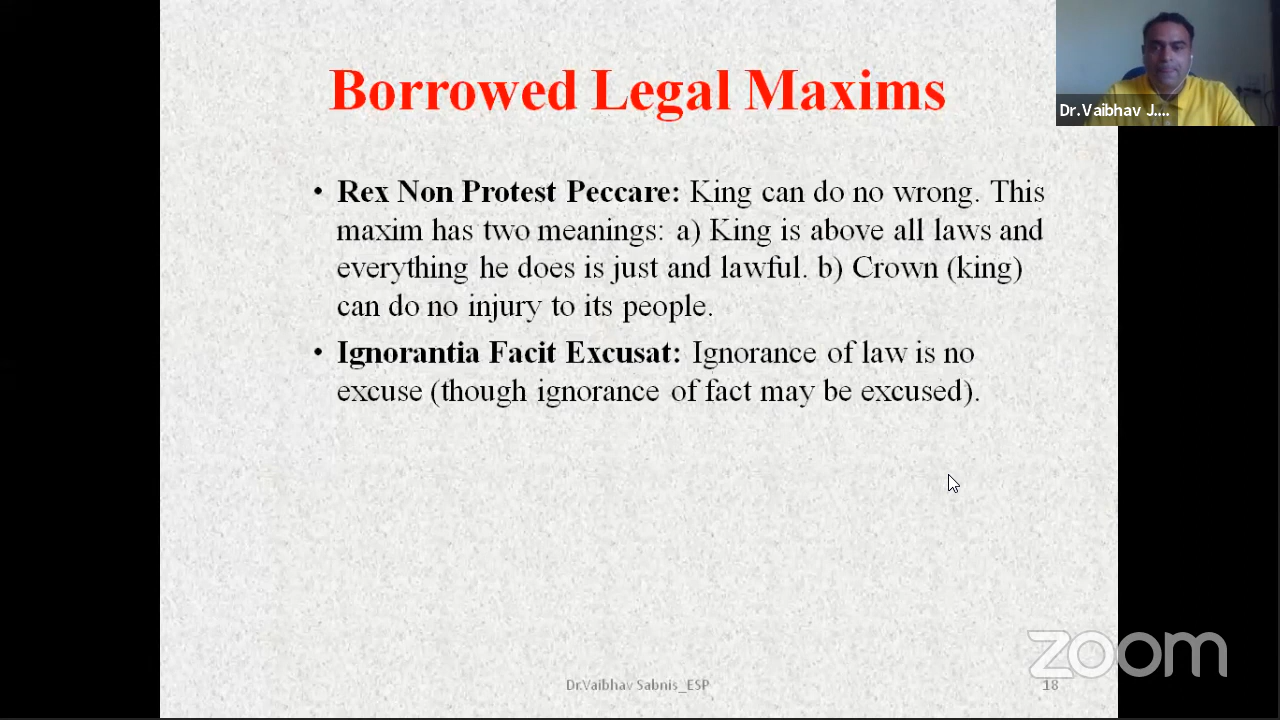 Borrowed Legal Maxims
Dr.Vaibhav J....
• Rex Non Protest Peccare: King can do no wrong. This
maxim has two meanings: a) King is above all laws and
everything he does is just and lawful. b) Crown (king)
can do no injury to its people.
• Ignorantia Facit Excusat: Ignorance of law is no
excuse (though ignorance of fact may be excused).
zoom
Dr.Vaibhav Sabnis_ESP
18